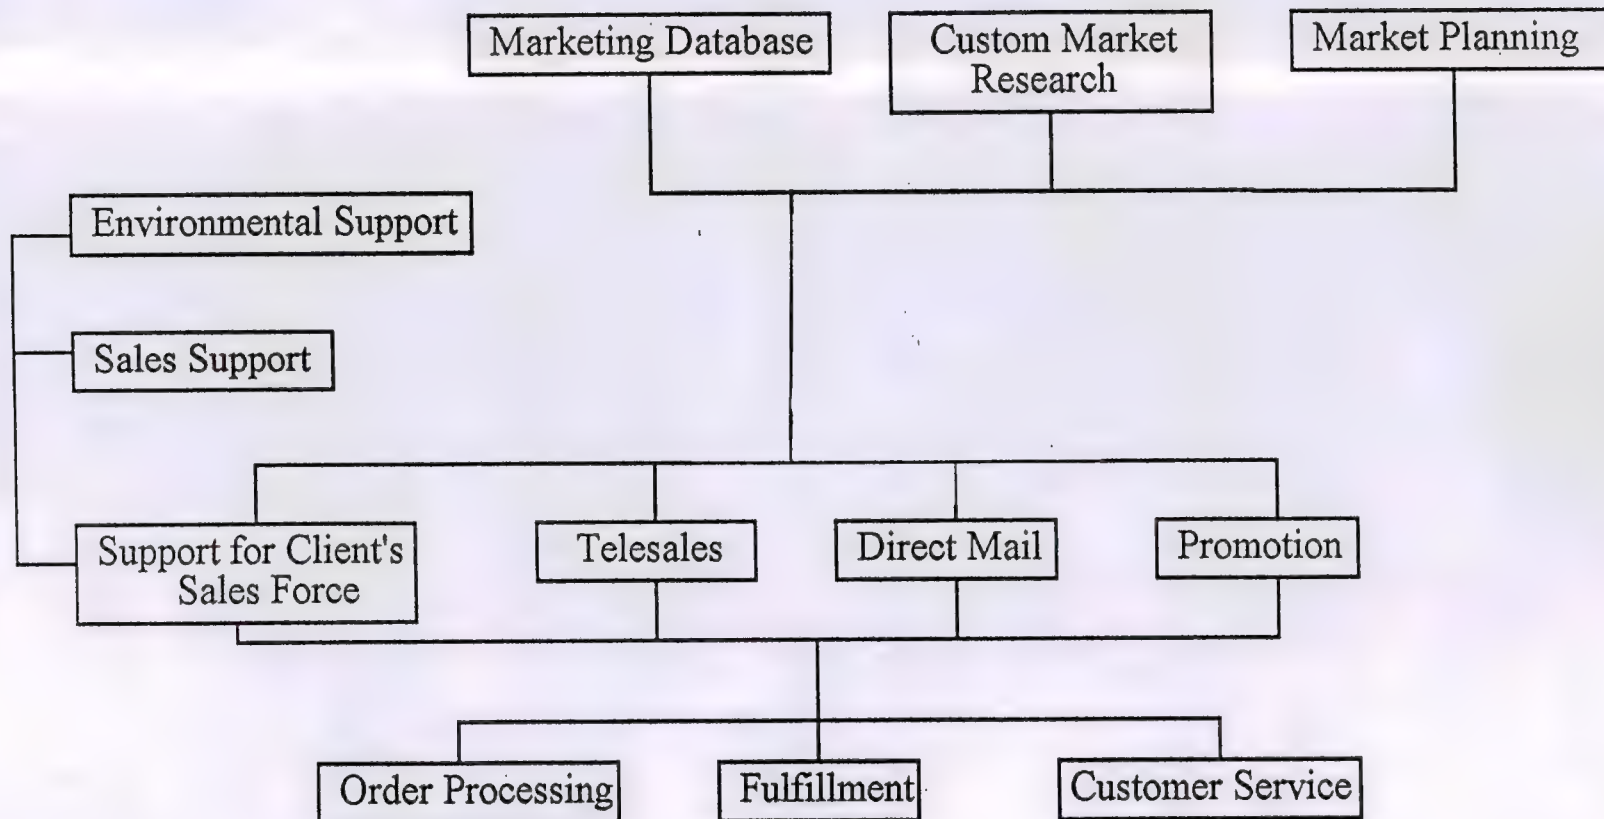 Marketing Database
Custom Market
Research
Market Planning
Environmental Support
Sales Support
Support for Client's
Sales Force
Telesales
Direct Mail
Promotion
Order Processing
Fulfillment
Customer Service